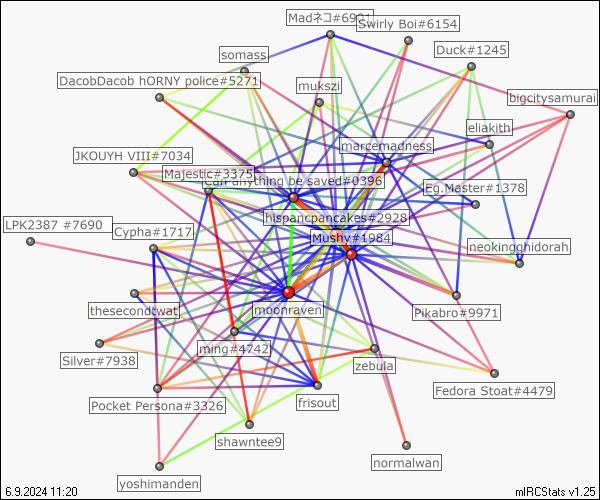 Madネコ#6901
Swirly Boi#6154
Duck#1245
somass
DacobDacob hORNY police#5271
mukszi
bigcitysamurai
eliakith
marcemadness
JKOUYH VIII#7034
Majestic#3375
can anything be saved#0396
Eg.Master#1378
hispancpancakes#2928
LPK2387 #7690
Cypha#1717
Mushy#1984
neokingghidorah
thesecondtwat
moonraven
Pikabro#9971
ming#4742
Silver#7938
zebula
Fedora Stoat#4479
Pocket Persona#3326
frisout
shawntee9
normalwan
yoshimanden
6.9.2024 11:20
mIRCStats v1.25